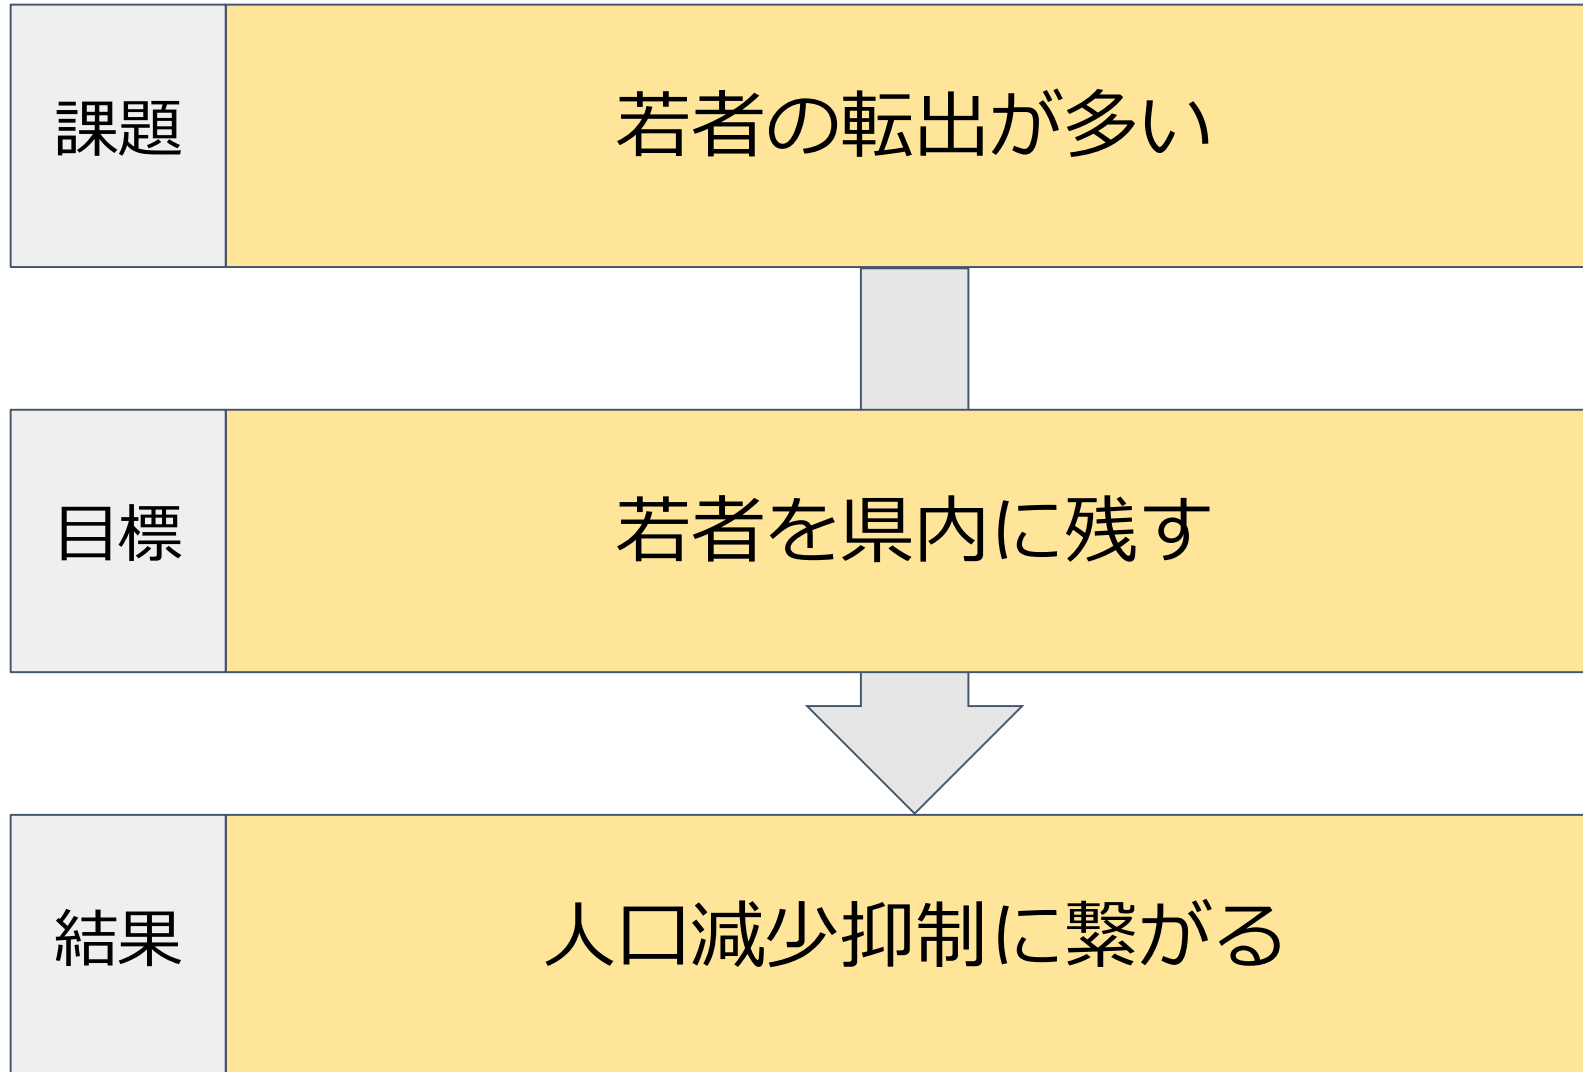 課題
若者の転出が多い
目標
若者を県内に残す
結果
人口減少抑制に繋がる